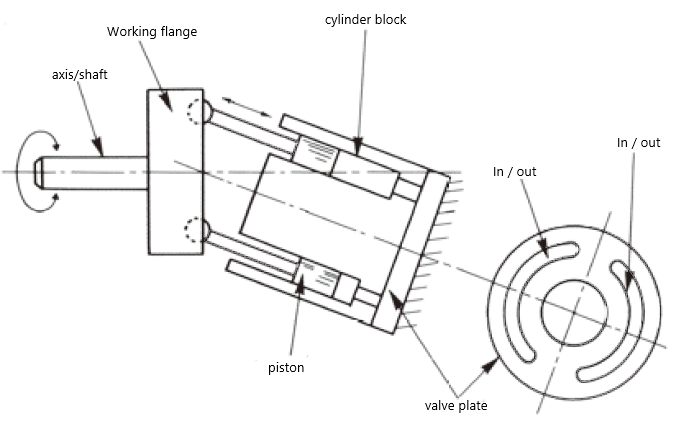 cylinder block
Working flange
axis/shaft
In / out
In / out
piston
valve plate